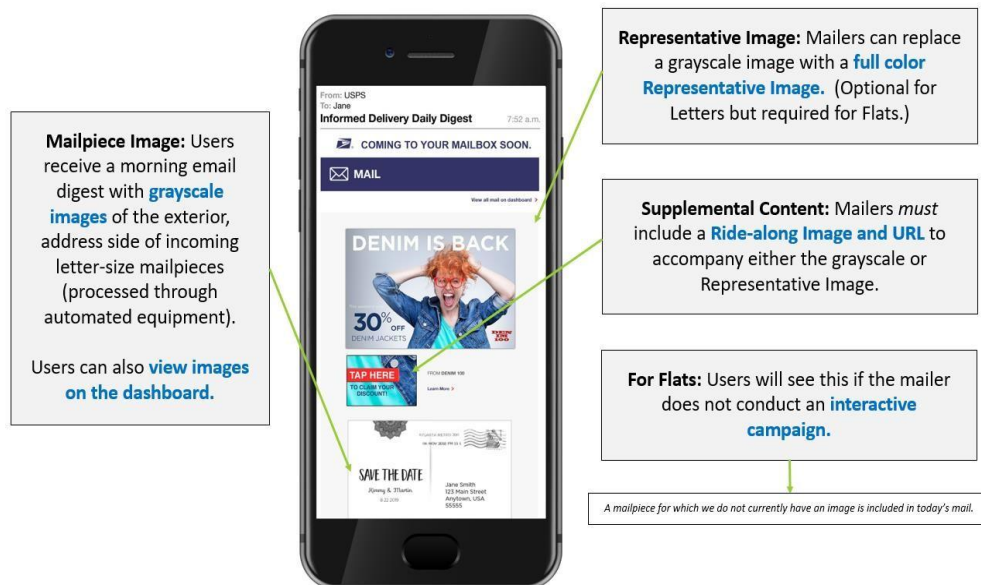 Mailpiece Image: Users
receive a morning email
digest with grayscale
images of the exterior,
address side of incoming
letter-size mailpieces
(processed through
automated equipment).
Users can also view images
on the dashboard.
From: USPS
To: Jane
Informed Delivery Daily Digest 7:52 a.m.
COMING TO YOUR MAILBOX SOON.
MAIL
View all mail on dashboard >
DENIM IS BACK
30% OFF
DENIM JACKETS
DENIM
100
TAP HERE
TO CLAIM YOUR
DISCOUNT!
FROM DENIM 100
Learn More >
SAVE THE DATE
Kimmy & Martin
Jane Smith
123 Main Street
Anytown, USA
55555
Representative Image: Mailers can replace
a grayscale image with a full color
Representative Image. (Optional for
Letters but required for Flats.)
Supplemental Content: Mailers must
include a Ride-along Image and URL to
accompany either the grayscale or
Representative Image.
For Flats: Users will see this if the mailer
does not conduct an interactive
campaign.
A mailpiece for which we do not currently have an image is included in today's mail.